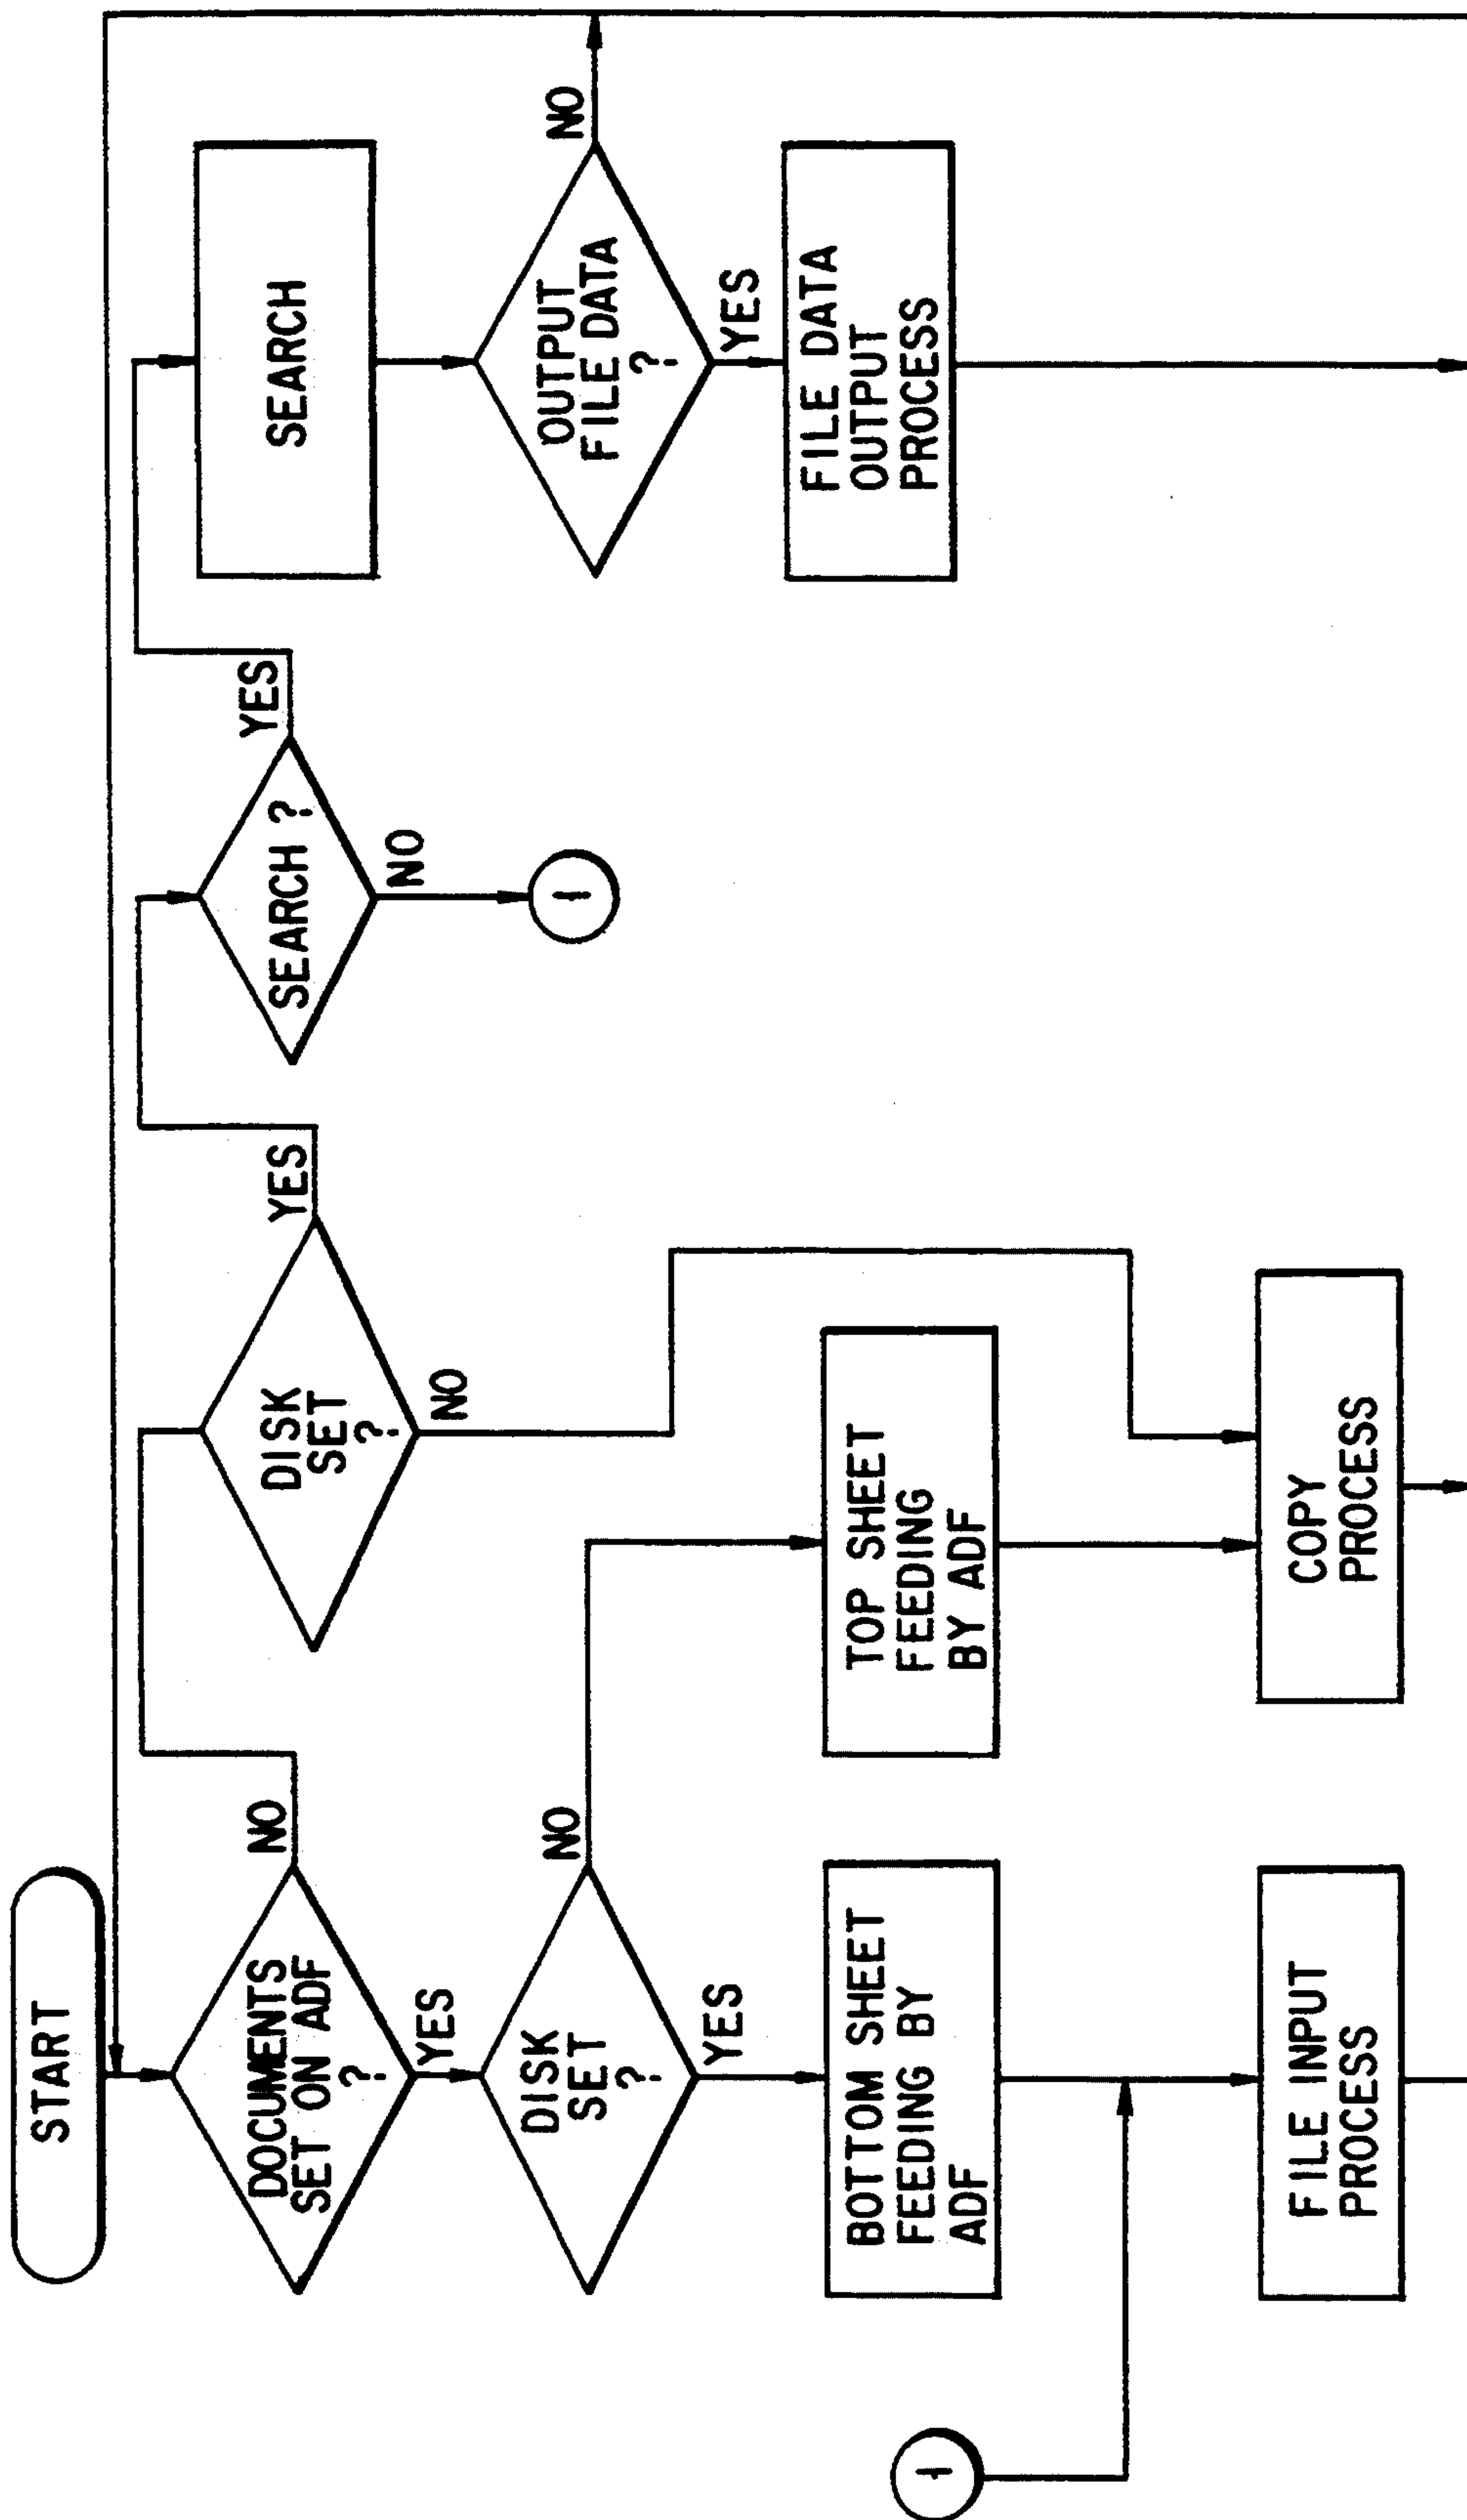 START
DOCUMENTS
SET ON ADF
?
NO
YES
DISK
SET
?
NO
YES
BOTTOM SHEET
FEEDING BY
ADF
1
FILE INPUT
PROCESS
DISK
SET
?
YES
NO
TOP SHEET
FEEDING
BY ADF
COPY
PROCESS
SEARCH ?
YES
NO
1
SEARCH
OUTPUT
FILE DATA
?
NO
YES
FILE DATA
OUTPUT
PROCESS